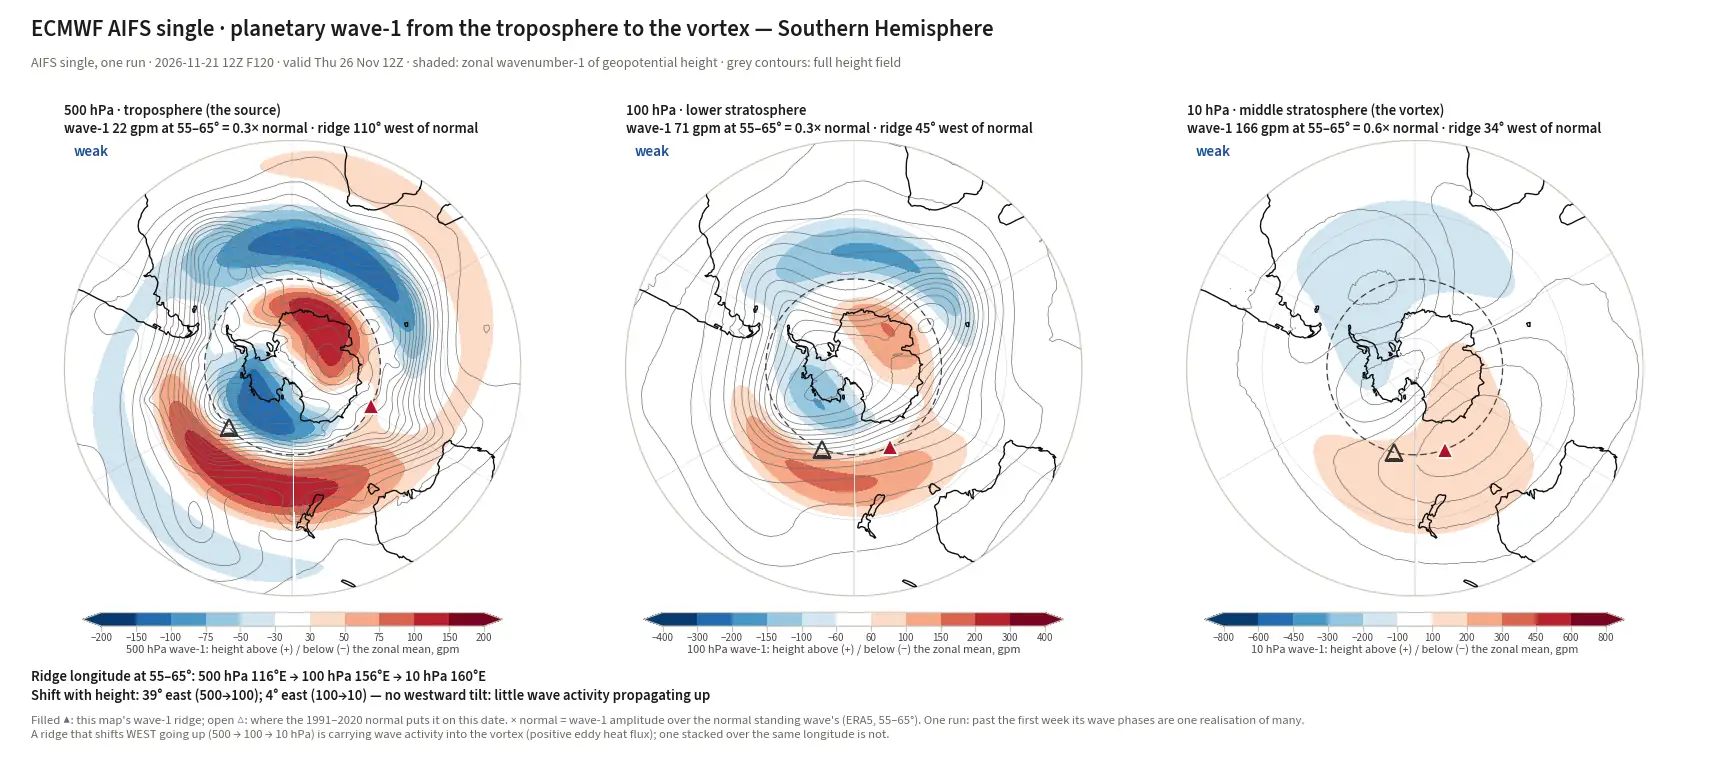 ECMWF AIFS single · planetary wave-1 from the troposphere to the vortex — Southern Hemisphere
AIFS single, one run · 2026-11-21 12Z F120 · valid Thu 26 Nov 12Z · shaded: zonal wavenumber-1 of geopotential height · grey contours: full height field
500 hPa · troposphere (the source)
wave-1 22 gpm at 55–65° = 0.3× normal · ridge 110° west of normal
weak
100 hPa · lower stratosphere
wave-1 71 gpm at 55–65° = 0.3× normal · ridge 45° west of normal
weak
10 hPa · middle stratosphere (the vortex)
wave-1 166 gpm at 55–65° = 0.6× normal · ridge 34° west of normal
weak
−200 −150 −100 −75 −50 −30 30 50 75 100 150 200
500 hPa wave-1: height above (+) / below (−) the zonal mean, gpm
−400 −300 −200 −150 −100 −60 60 100 150 200 300 400
100 hPa wave-1: height above (+) / below (−) the zonal mean, gpm
−800 −600 −450 −300 −200 −100 100 200 300 450 600 800
10 hPa wave-1: height above (+) / below (−) the zonal mean, gpm
Ridge longitude at 55–65°: 500 hPa 116°E → 100 hPa 156°E → 10 hPa 160°E
Shift with height: 39° east (500→100); 4° east (100→10) — no westward tilt: little wave activity propagating up
Filled ▲: this map's wave-1 ridge; open △: where the 1991–2020 normal puts it on this date. × normal = wave-1 amplitude over the normal standing wave's (ERA5, 55–65°). One run: past the first week its wave phases are one realisation of many.
A ridge that shifts WEST going up (500 → 100 → 10 hPa) is carrying wave activity into the vortex (positive eddy heat flux); one stacked over the same longitude is not.